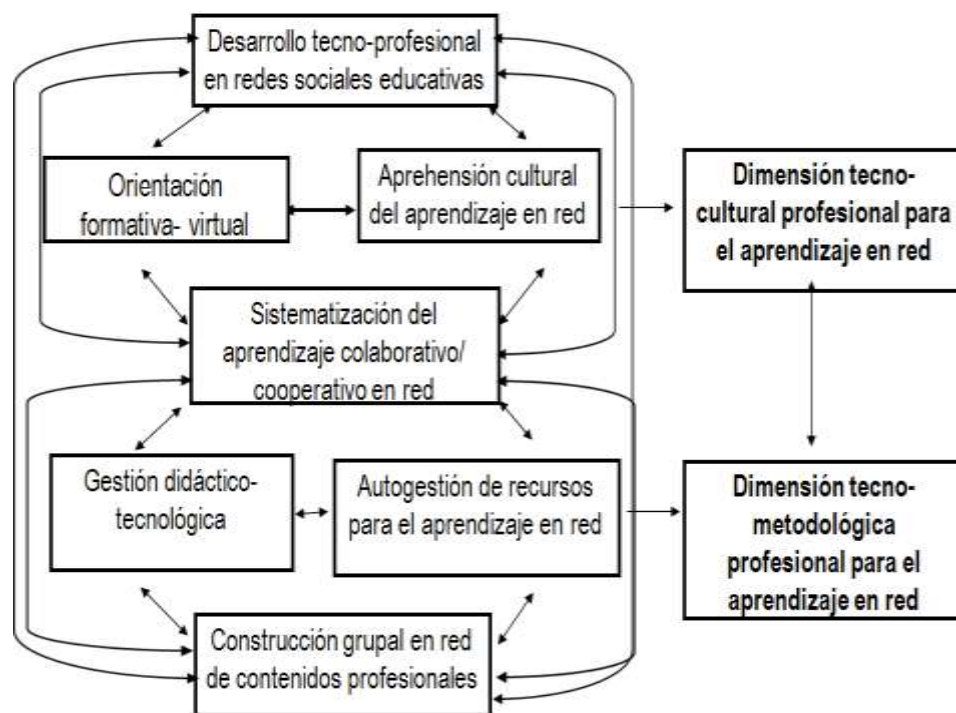 Desarrollo tecno-profesional
en redes sociales educativas
Orientación
formativa- virtual
Aprehensión cultural
del aprendizaje en red
Dimensión tecno-
cultural profesional para
el aprendizaje en red
Sistematización del
aprendizaje colaborativo/
cooperativo en red
Gestión didáctico-
tecnológica
Autogestión de recursos
para el aprendizaje en red
Dimensión tecno-
metodológica
profesional para el
aprendizaje en red
Construcción grupal en red
de contenidos profesionales